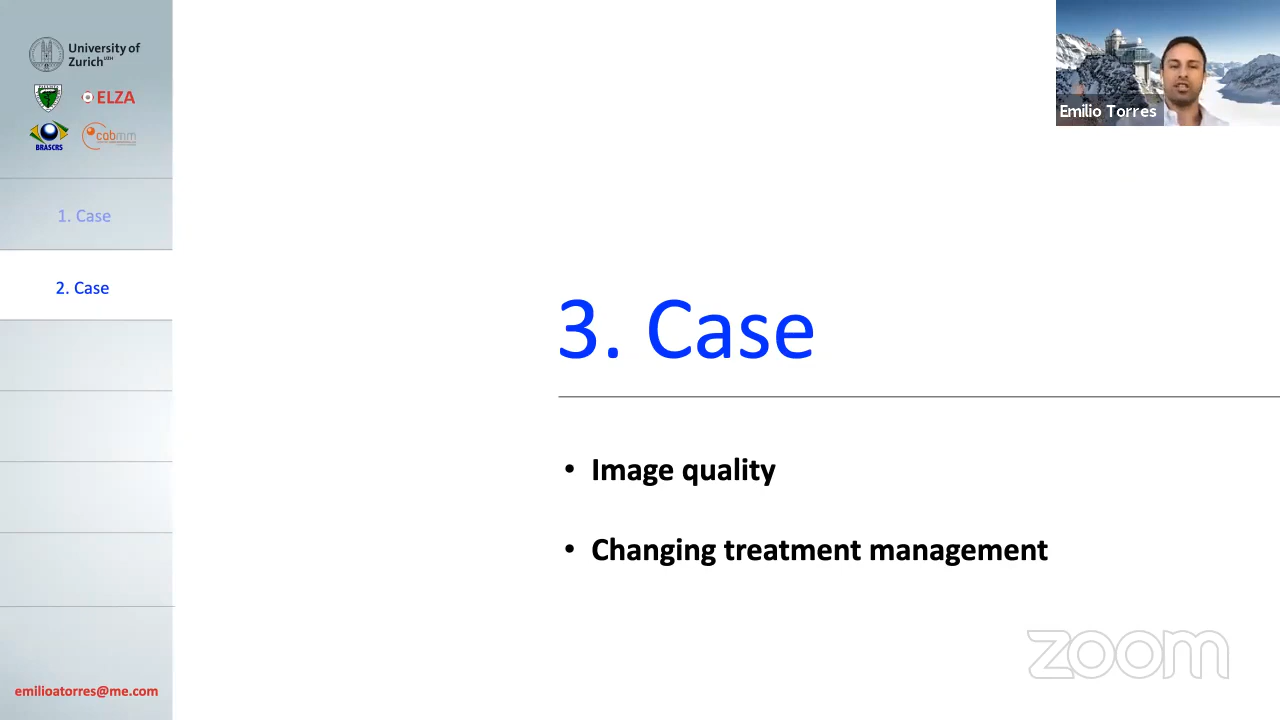 University of
Zurich
ELZA
BRASCRS
cobmm
1. Case
2. Case
emilioatorres@me.com
3. Case
• Image quality
• Changing treatment management
Emilio Torres
zoom